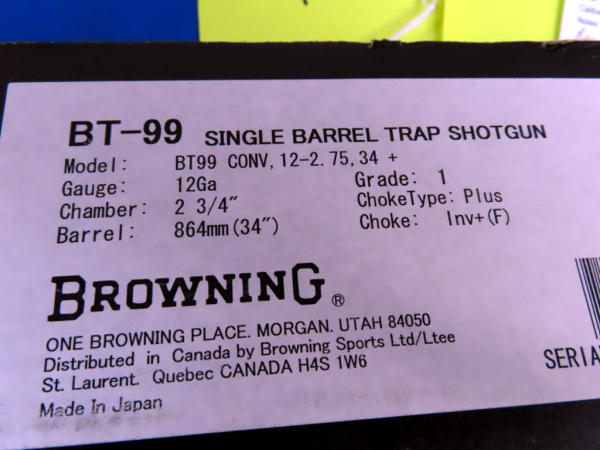 BT-99 SINGLE BARREL TRAP SHOTGUN
Model: BT99 CONV, 12-2. 75, 34 +
Gauge: 12Ga Grade: 1
Chamber: 2 3/4" ChokeType: Plus
Barrel: 864mm(34") Choke: Inv+(F)
BROWNING ®
ONE BROWNING PLACE. MORGAN. UTAH 84050
Distributed in Canada by Browning Sports Ltd/Ltee
St. Laurent. Quebec CANADA H4S 1W6
Made In Japan